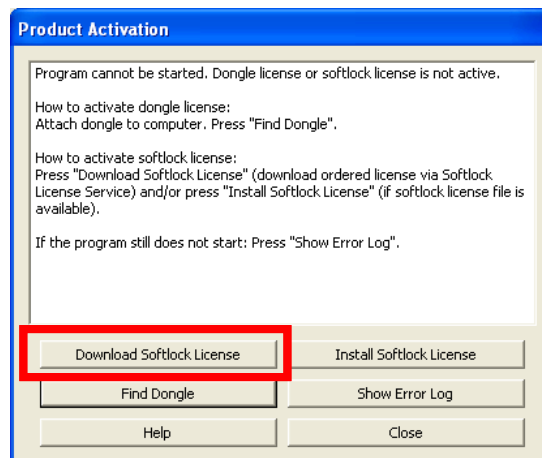 Product Activation
Program cannot be started. Dongle license or softlock license is not active.
How to activate dongle license:
Attach dongle to computer. Press "Find Dongle".
How to activate softlock license:
Press "Download Softlock License" (download ordered license via Softlock
License Service) and/or press "Install Softlock License" (if softlock license file is
available).
If the program still does not start: Press "Show Error Log".
Download Softlock License
Install Softlock License
Find Dongle
Show Error Log
Help
Close